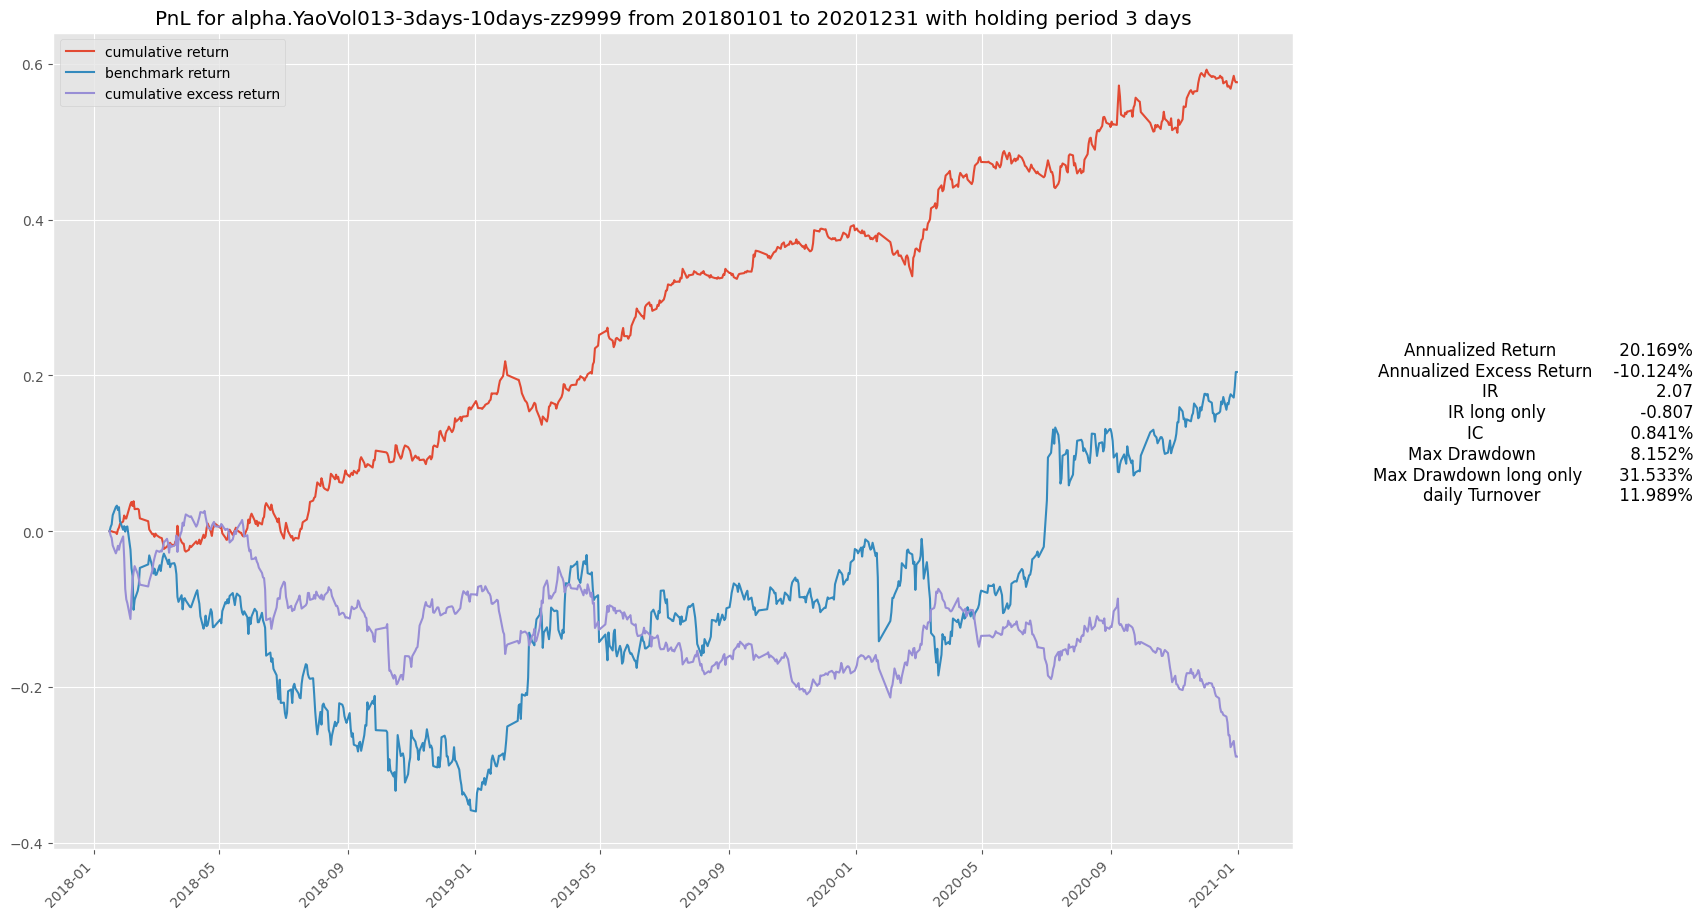 PnL for alpha.YaoVol013-3days-10days-zz9999 from 20180101 to 20201231 with holding period 3 days
cumulative return
benchmark return
cumulative excess return
0.6
0.4
0.2
0.0
−0.2
−0.4
2018-01
2018-05
2018-09
2019-01
2019-05
2019-09
2020-01
2020-05
2020-09
2021-01
Annualized Return 20.169%
Annualized Excess Return -10.124%
IR 2.07
IR long only -0.807
IC 0.841%
Max Drawdown 8.152%
Max Drawdown long only 31.533%
daily Turnover 11.989%